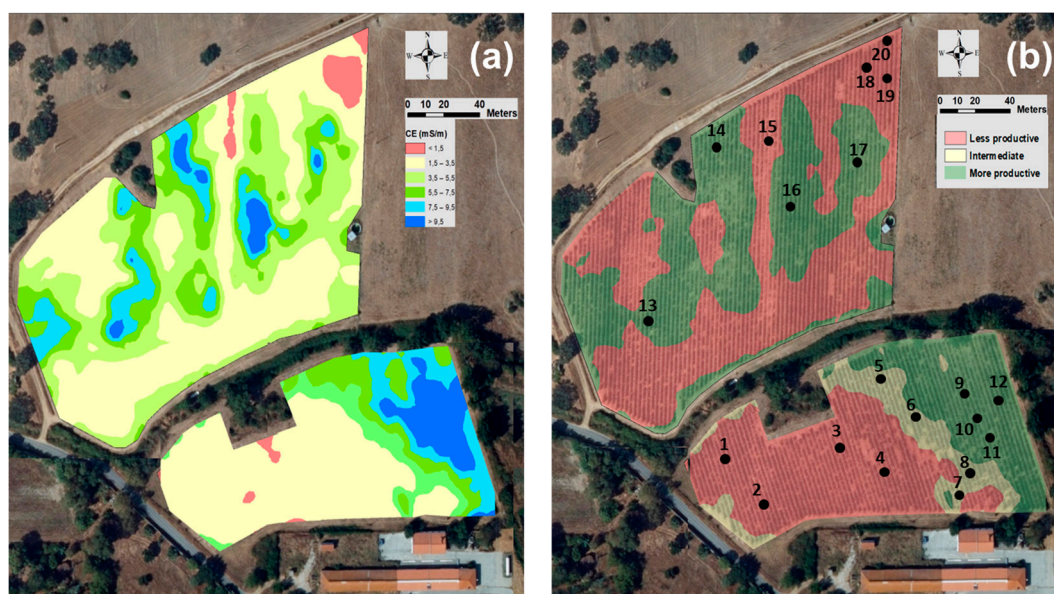 (a)
N
W E
S
0 10 20 40
Meters
CE (mS/m)
< 1,5
1,5 – 3,5
3,5 – 5,5
5,5 – 7,5
7,5 – 9,5
> 9,5
(b)
N
W E
S
0 10 20 40
Meters
Less productive
Intermediate
More productive
20
18
19
14
15
17
16
13
5
9
12
6
10
11
3
1
4
8
7
2